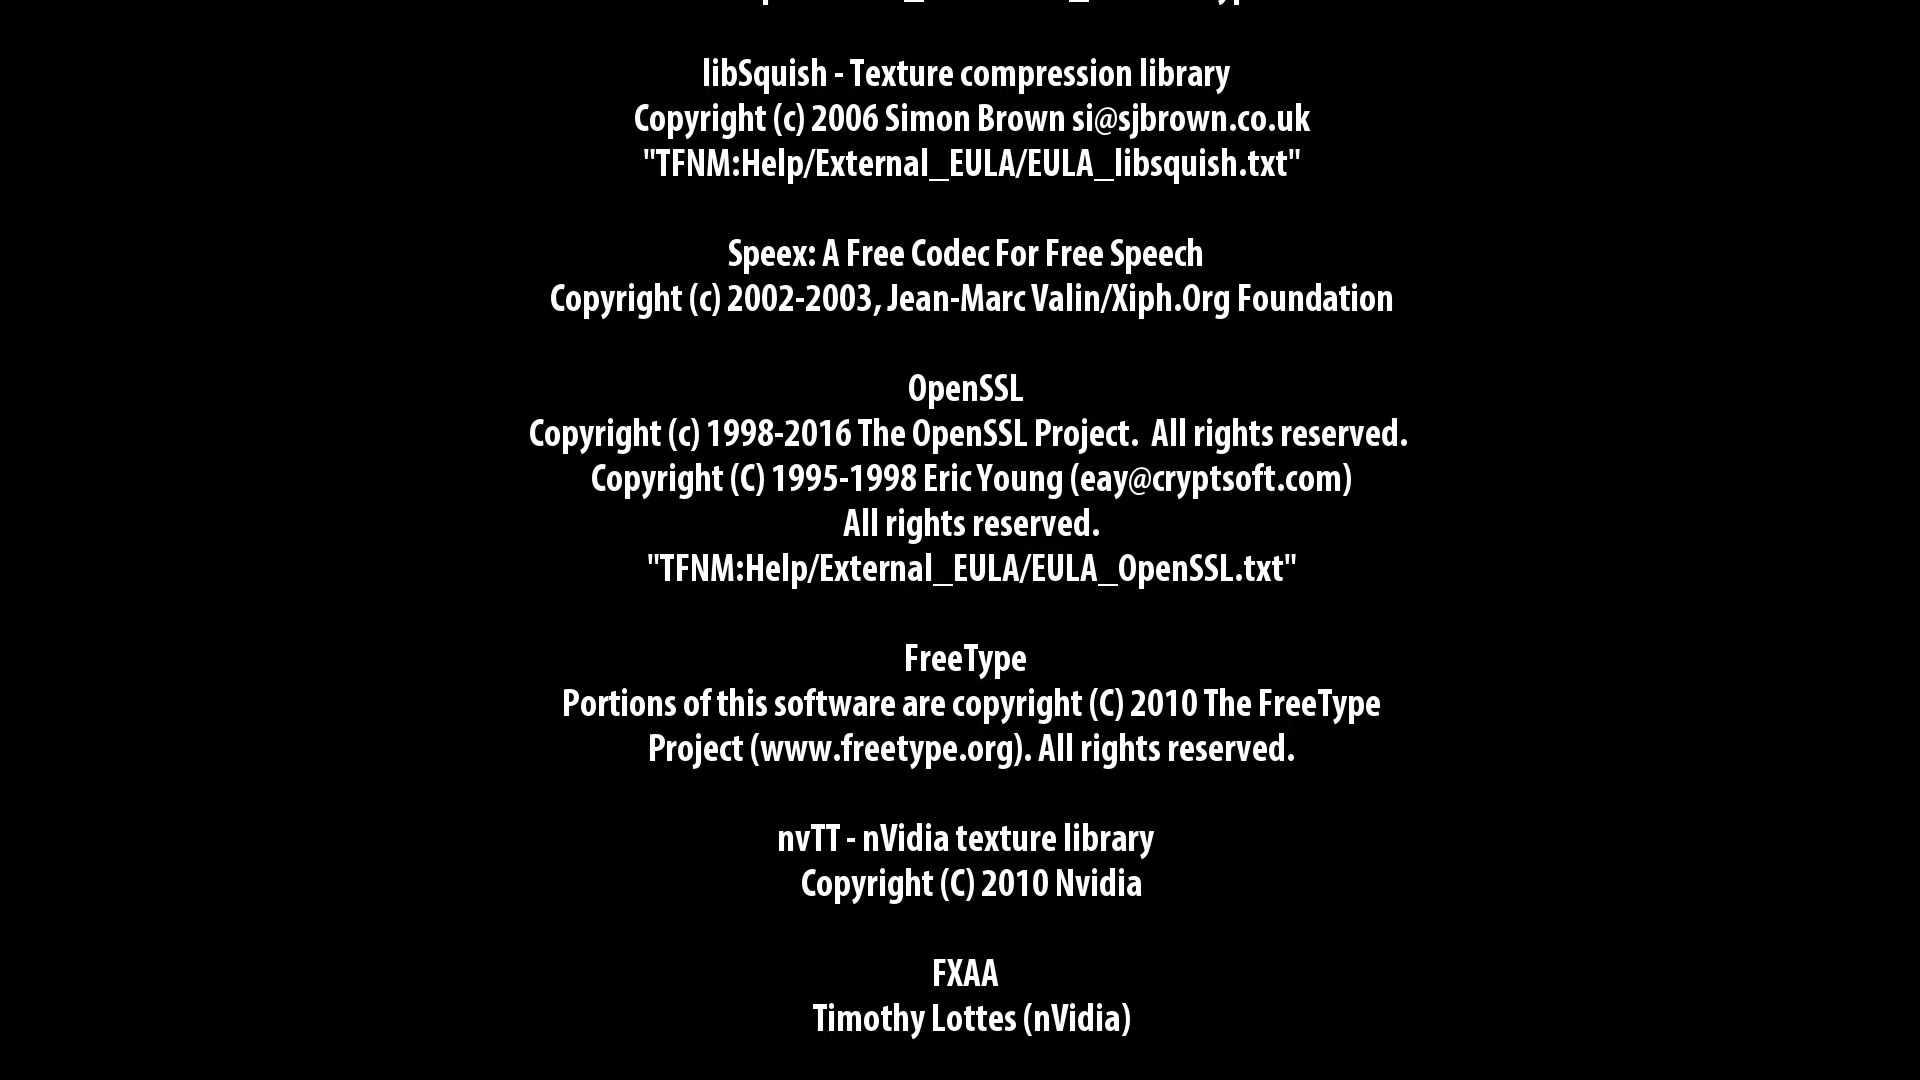 libSquish - Texture compression library
Copyright (c) 2006 Simon Brown si@sjbrown.co.uk
"TFNM:Help/External_EULA/EULA_libsquish.txt"
Speex: A Free Codec For Free Speech
Copyright (c) 2002-2003, Jean-Marc Valin/Xiph.Org Foundation
OpenSSL
Copyright (c) 1998-2016 The OpenSSL Project.  All rights reserved.
Copyright (C) 1995-1998 Eric Young (eay@cryptsoft.com)
All rights reserved.
"TFNM:Help/External_EULA/EULA_OpenSSL.txt"
FreeType
Portions of this software are copyright (C) 2010 The FreeType
Project (www.freetype.org). All rights reserved.
nvTT - nVidia texture library
Copyright (C) 2010 Nvidia
FXAA
Timothy Lottes (nVidia)